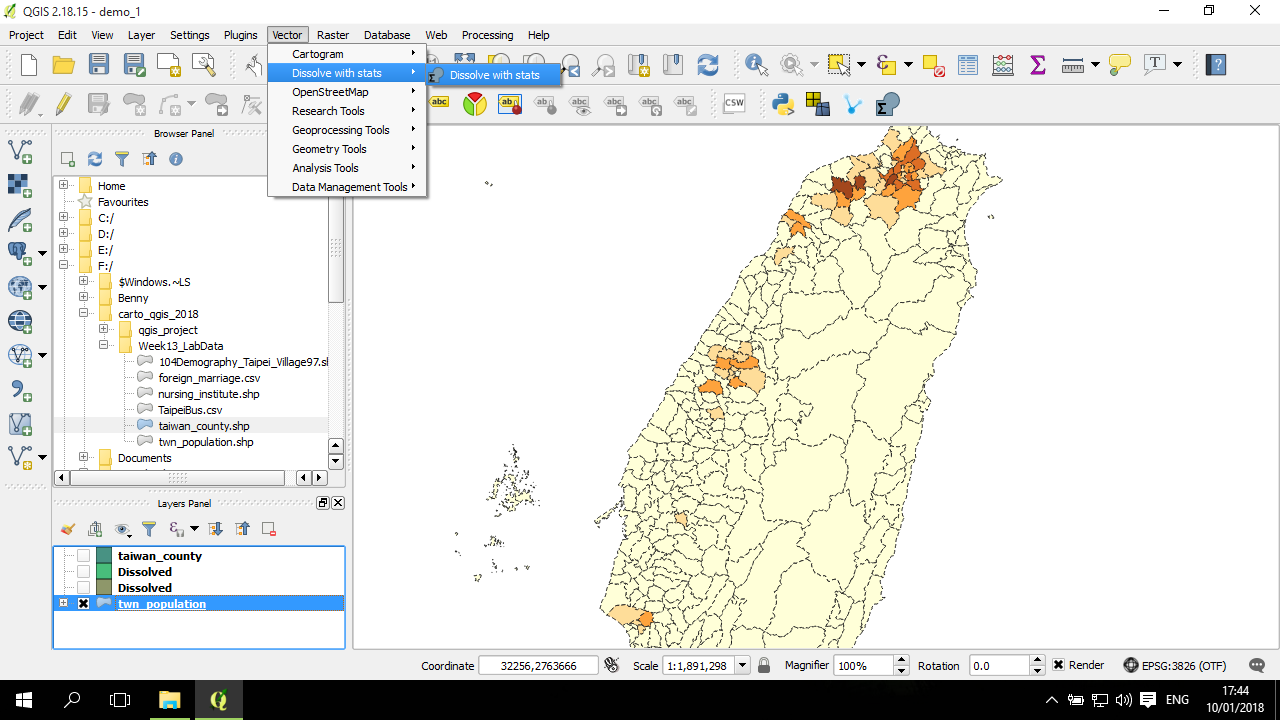 QGIS 2.18.15 - demo_1
Project Edit View Layer Settings Plugins Vector Raster Database Web Processing Help
Cartogram
Dissolve with stats
Dissolve with stats
OpenStreetMap
Research Tools
Geoprocessing Tools
Geometry Tools
Analysis Tools
Data Management Tools
abc
ab
CSW
Browser Panel
Home
Favourites
C:/
D:/
E:/
F:/
$Windows.~LS
Benny
carto_qgis_2018
qgis_project
Week13_LabData
104Demography_Taipei_Village97.sl
foreign_marriage.csv
nursing_institute.shp
TaipeiBus.csv
taiwan_county.shp
twn_population.shp
Documents
Layers Panel
taiwan_county
Dissolved
Dissolved
twn_population
Coordinate 32256,2763666 Scale 1:1,891,298 Magnifier 100% Rotation 0.0 Render EPSG:3826 (OTF)
ENG
17:44
10/01/2018